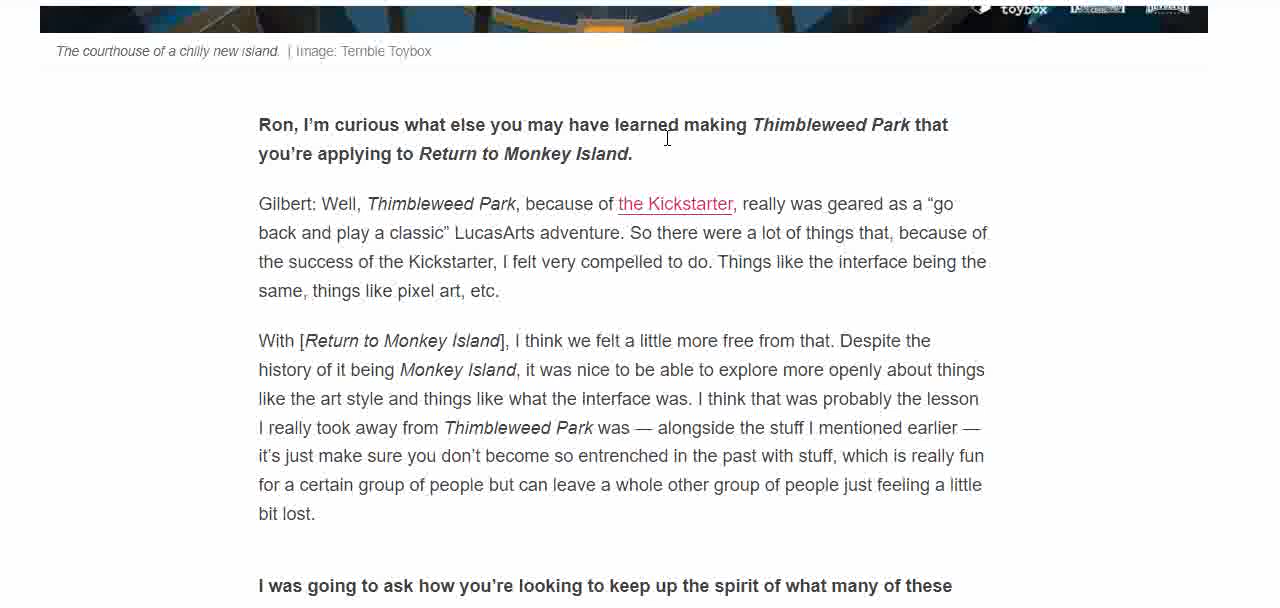 toybox
The courthouse of a chilly new island. | Image: Terrible Toybox
Ron, I’m curious what else you may have learned making Thimbleweed Park that
you’re applying to Return to Monkey Island.
Gilbert: Well, Thimbleweed Park, because of the Kickstarter, really was geared as a “go
back and play a classic” LucasArts adventure. So there were a lot of things that, because of
the success of the Kickstarter, I felt very compelled to do. Things like the interface being the
same, things like pixel art, etc.
With [Return to Monkey Island], I think we felt a little more free from that. Despite the
history of it being Monkey Island, it was nice to be able to explore more openly about things
like the art style and things like what the interface was. I think that was probably the lesson
I really took away from Thimbleweed Park was — alongside the stuff I mentioned earlier —
it’s just make sure you don’t become so entrenched in the past with stuff, which is really fun
for a certain group of people but can leave a whole other group of people just feeling a little
bit lost.
I was going to ask how you’re looking to keep up the spirit of what many of these